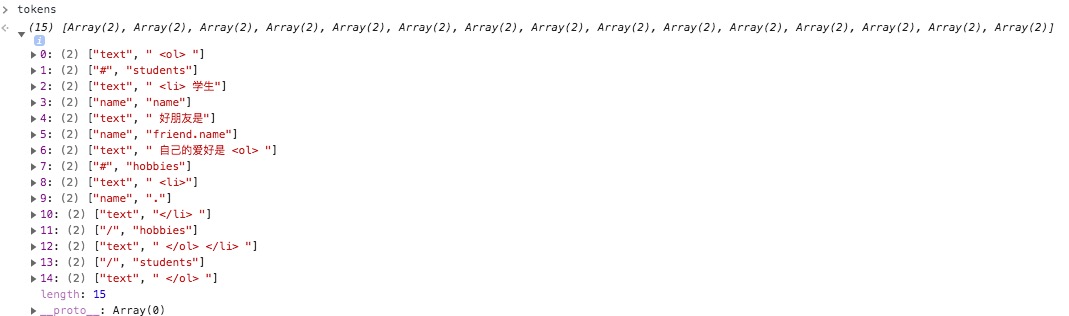 > tokens
(15) [Array(2), Array(2), Array(2), Array(2), Array(2), Array(2), Array(2), Array(2), Array(2), Array(2), Array(2), Array(2), Array(2), Array(2), Array(2)]
i
0: (2) ["text", " <ol> "]
1: (2) ["#", "students"]
2: (2) ["text", " <li> 学生"]
3: (2) ["name", "name"]
4: (2) ["text", " 好朋友是"]
5: (2) ["name", "friend.name"]
6: (2) ["text", " 自己的爱好是 <ol> "]
7: (2) ["#", "hobbies"]
8: (2) ["text", " <li>"]
9: (2) ["name", "."]
10: (2) ["text", "</li> "]
11: (2) ["/", "hobbies"]
12: (2) ["text", " </ol> </li> "]
13: (2) ["/", "students"]
14: (2) ["text", " </ol> "]
length: 15
__proto__: Array(0)